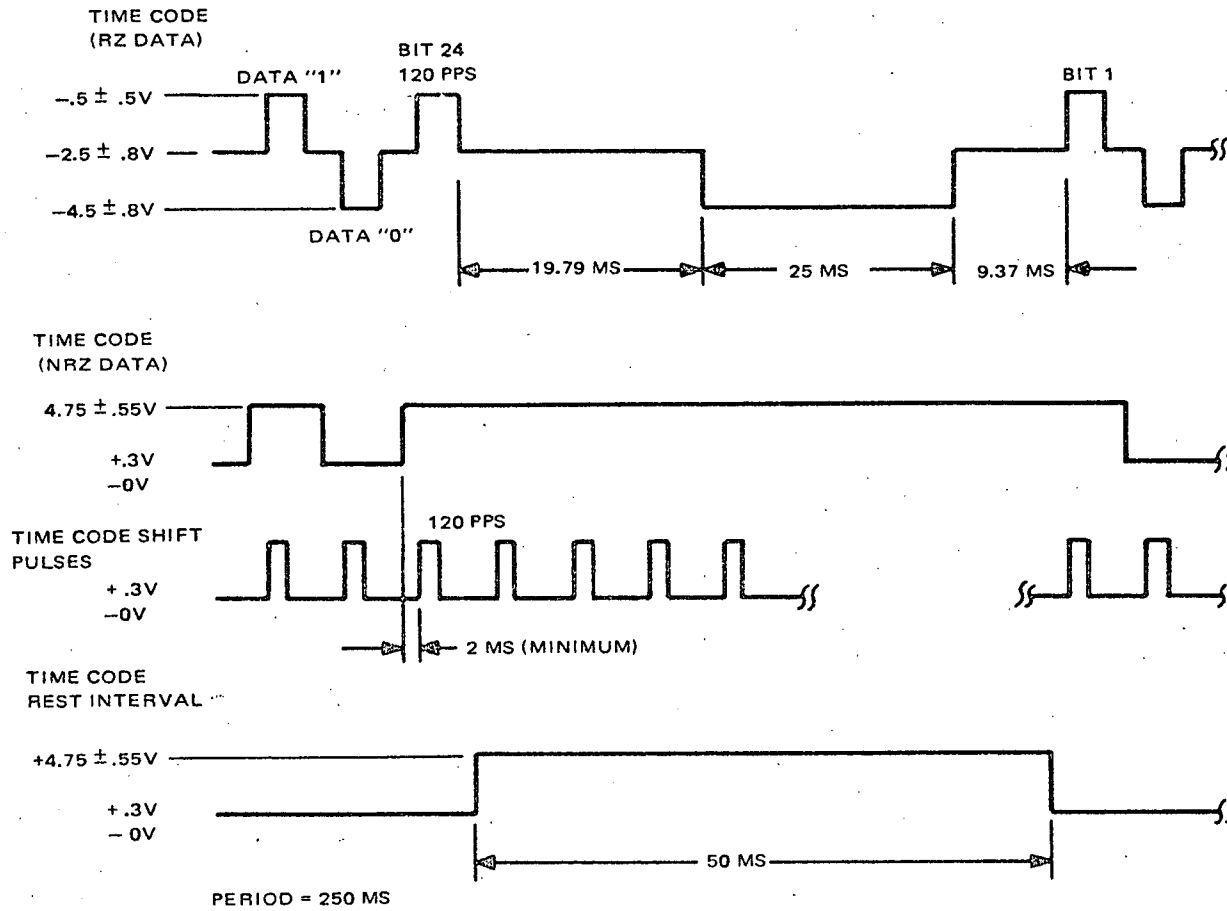 TIME CODE
(RZ DATA)
BIT 24
120 PPS
DATA "1"
BIT 1
-.5 ± .5V
-2.5 ± .8V
-4.5 ± .8V
DATA "0"
19.79 MS
25 MS
9.37 MS
TIME CODE
(NRZ DATA)
4.75 ± .55V
+.3V
-0V
TIME CODE SHIFT
PULSES
120 PPS
+ .3V
-0V
2 MS (MINIMUM)
TIME CODE
REST INTERVAL
+4.75 ± .55V
+ .3V
- 0V
50 MS
PERIOD = 250 MS